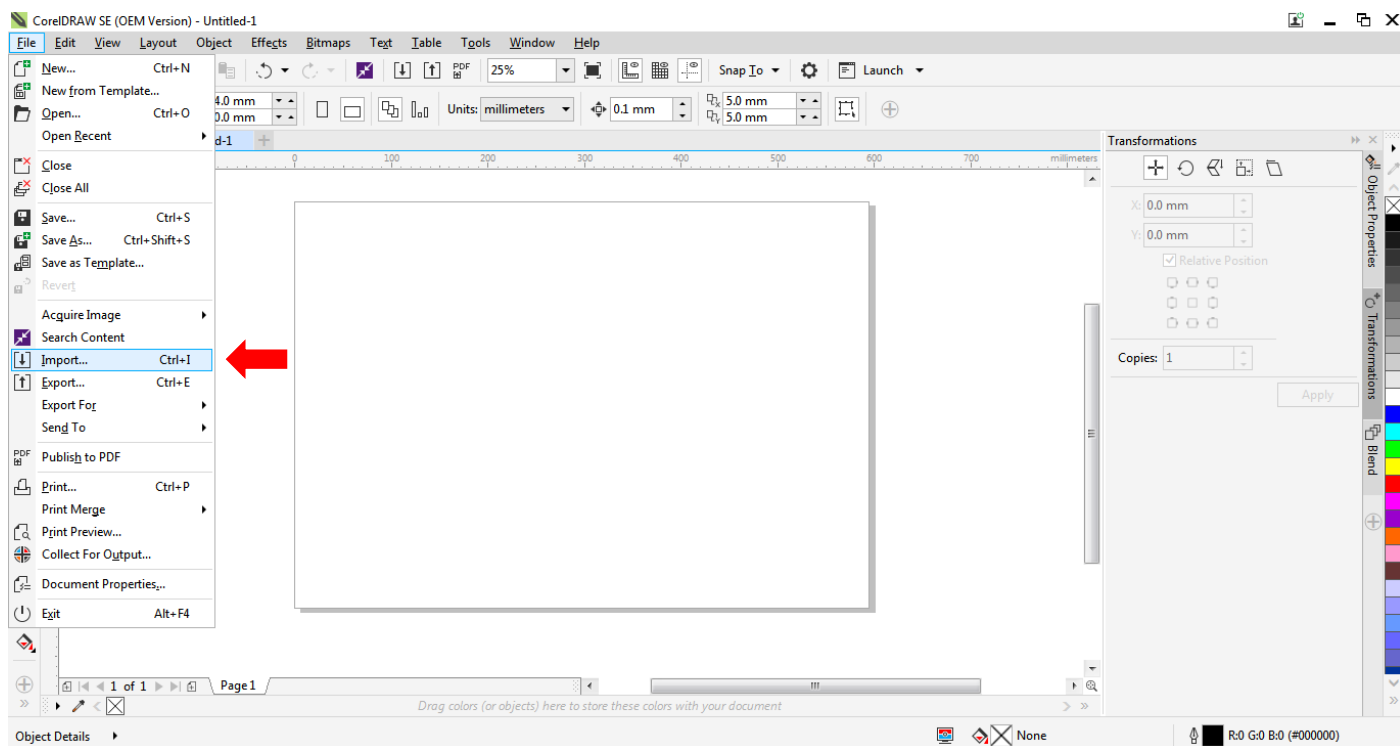 CorelDRAW SE (OEM Version) - Untitled-1
File Edit View Layout Object Effects Bitmaps Text Table Tools Window Help
New... Ctrl+N
PDF 25% Snap To Launch
New from Template...
4.0 mm
0.0 mm
Units: millimeters 0.1 mm
5.0 mm
5.0 mm
Open... Ctrl+O
Open Recent
d-1
Transformations
0 100 200 300 400 500 600 700 millimeters
Close
Close All
Save... Ctrl+S
Save As... Ctrl+Shift+S
Save as Template...
Revert
Acquire Image
Search Content
Import... Ctrl+I
Export... Ctrl+E
Export For
Send To
PDF Publish to PDF
Print... Ctrl+P
Print Merge
Print Preview...
Collect For Output...
Document Properties...
Exit Alt+F4
X: 0.0 mm
Y: 0.0 mm
Relative Position
Copies: 1
Apply
Object Properties
Transformations
Blend
1 of 1 Page 1
Drag colors (or objects) here to store these colors with your document
Object Details None R:0 G:0 B:0 (#000000)